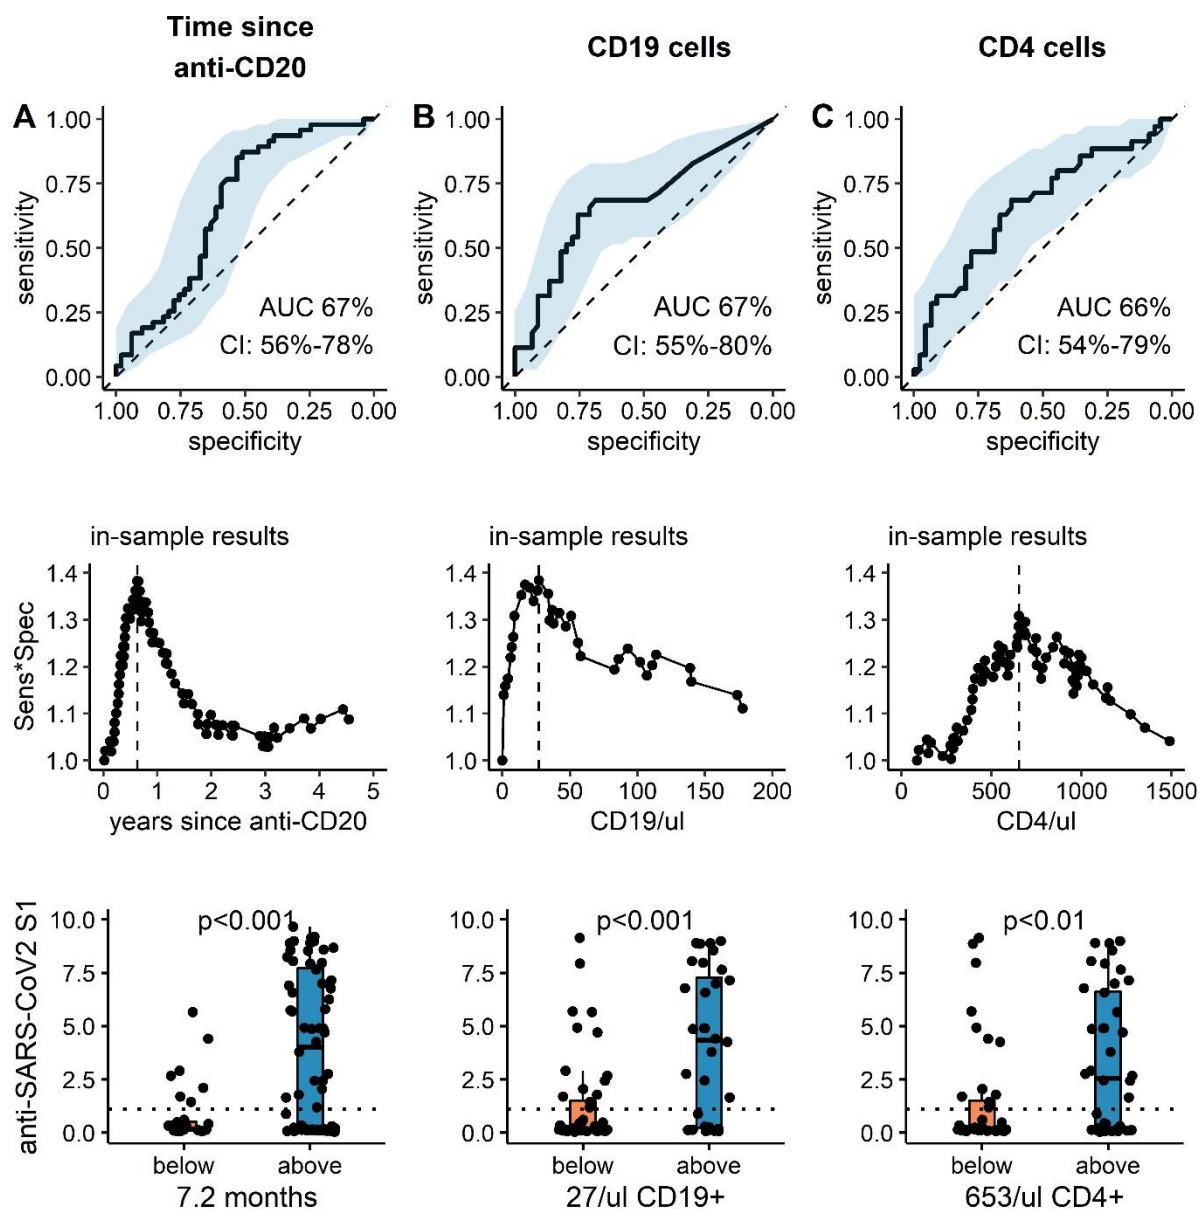 Time since
anti-CD20
CD19 cells
CD4 cells
A
1.00
0.75
0.50
0.25
0.00
sensitivity
AUC 67%
CI: 56%-78%
1.00 0.75 0.50 0.25 0.00
specificity
B
1.00
0.75
0.50
0.25
0.00
sensitivity
AUC 67%
CI: 55%-80%
1.00 0.75 0.50 0.25 0.00
specificity
C
1.00
0.75
0.50
0.25
0.00
sensitivity
AUC 66%
CI: 54%-79%
1.00 0.75 0.50 0.25 0.00
specificity
in-sample results
1.4
1.3
1.2
1.1
1.0
Sens*Spec
0 1 2 3 4 5
years since anti-CD20
in-sample results
1.4
1.3
1.2
1.1
1.0
0 50 100 150 200
CD19/ul
in-sample results
1.4
1.3
1.2
1.1
1.0
0 500 1000 1500
CD4/ul
anti-SARS-CoV2 S1
10.0
7.5
5.0
2.5
0.0
p<0.001
below above
7.2 months
10.0
7.5
5.0
2.5
0.0
p<0.001
below above
27/ul CD19+
10.0
7.5
5.0
2.5
0.0
p<0.01
below above
653/ul CD4+